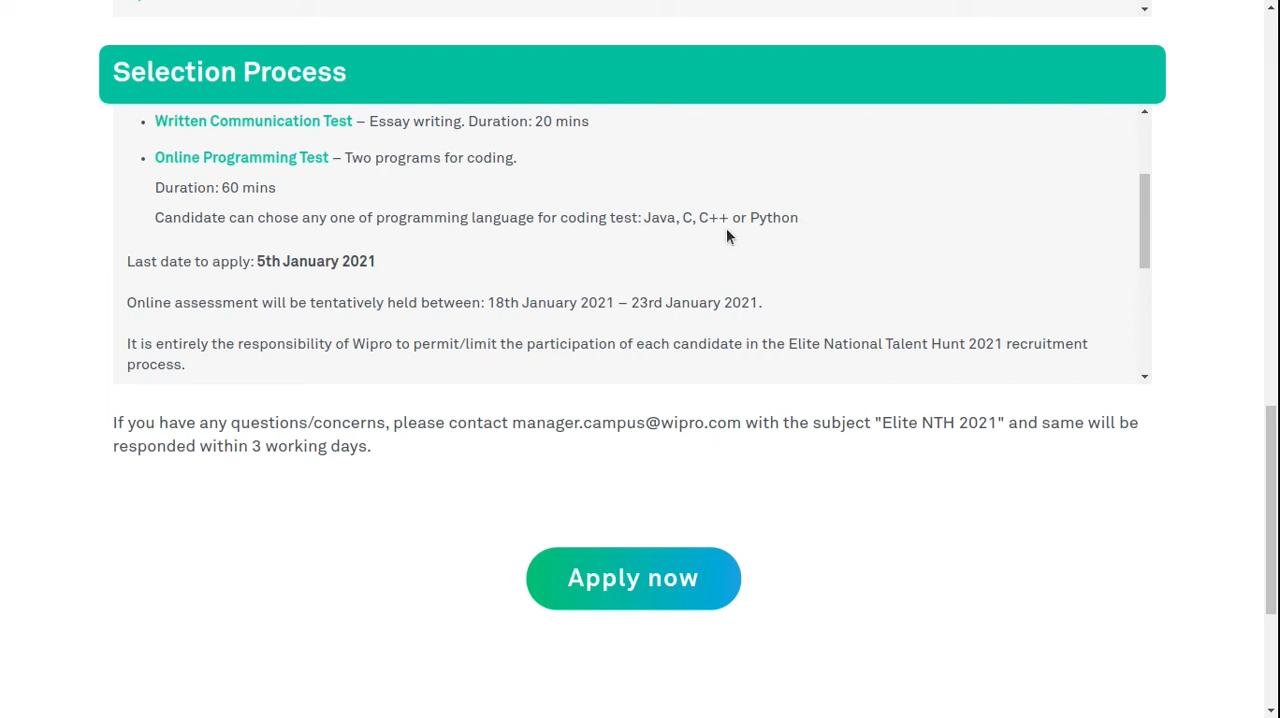 Selection Process
• Written Communication Test – Essay writing. Duration: 20 mins
• Online Programming Test – Two programs for coding.
Duration: 60 mins
Candidate can chose any one of programming language for coding test: Java, C, C++ or Python
Last date to apply: 5th January 2021
Online assessment will be tentatively held between: 18th January 2021 – 23rd January 2021.
It is entirely the responsibility of Wipro to permit/limit the participation of each candidate in the Elite National Talent Hunt 2021 recruitment
process.
If you have any questions/concerns, please contact manager.campus@wipro.com with the subject "Elite NTH 2021" and same will be
responded within 3 working days.
Apply now